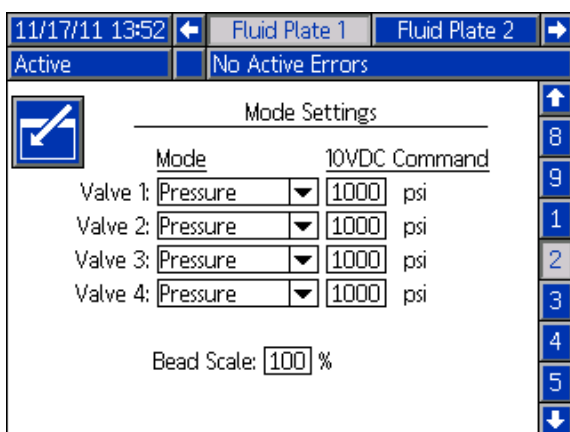 11/17/11 13:52 Fluid Plate 1 Fluid Plate 2
Active No Active Errors
Mode Settings
Mode 10VDC Command
Valve 1: Pressure 1000 psi
Valve 2: Pressure 1000 psi
Valve 3: Pressure 1000 psi
Valve 4: Pressure 1000 psi
Bead Scale: 100 %
8
9
1
2
3
4
5